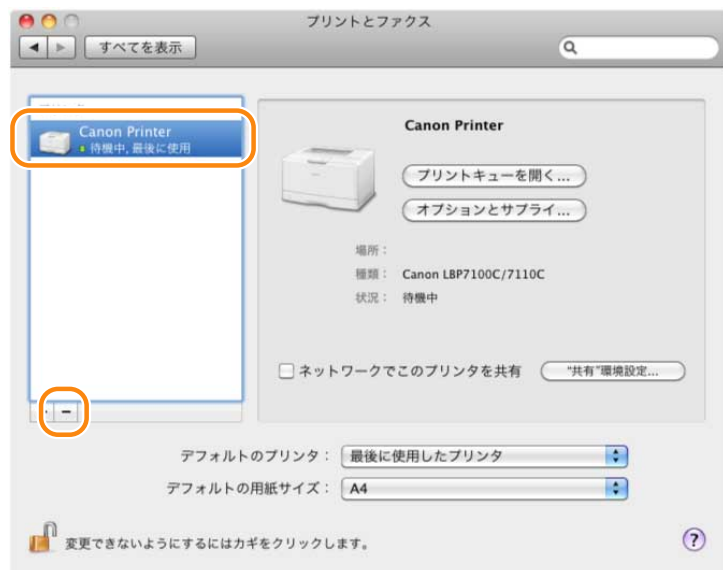 プリントとファクス
すべてを表示
Canon Printer
待機中, 最後に使用
Canon Printer
プリントキューを開く...
オプションとサプライ...
場所：
種類： Canon LBP7100C/7110C
状況： 待機中
ネットワークでこのプリンタを共有 "共有"環境設定...
デフォルトのプリンタ： 最後に使用したプリンタ
デフォルトの用紙サイズ： A4
変更できないようにするにはカギをクリックします。
?